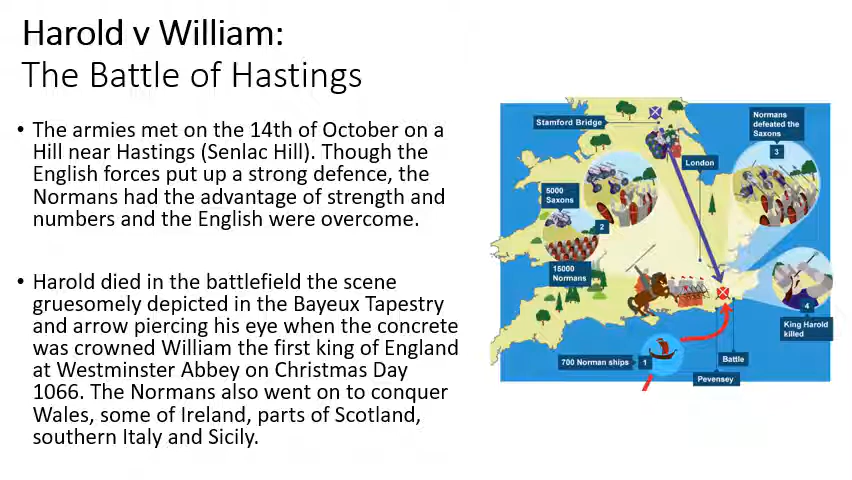 Harold v William:
The Battle of Hastings
• The armies met on the 14th of October on a
Hill near Hastings (Senlac Hill). Though the
English forces put up a strong defence, the
Normans had the advantage of strength and
numbers and the English were overcome.
• Harold died in the battlefield the scene
gruesomely depicted in the Bayeux Tapestry
and arrow piercing his eye when the concrete
was crowned William the first king of England
at Westminster Abbey on Christmas Day
1066. The Normans also went on to conquer
Wales, some of Ireland, parts of Scotland,
southern Italy and Sicily.
Stamford Bridge
Normans
defeated the
Saxons
3
London
5000
Saxons
2
15000
Normans
4
King Harold
killed
700 Norman ships
1
Battle
Pevensey